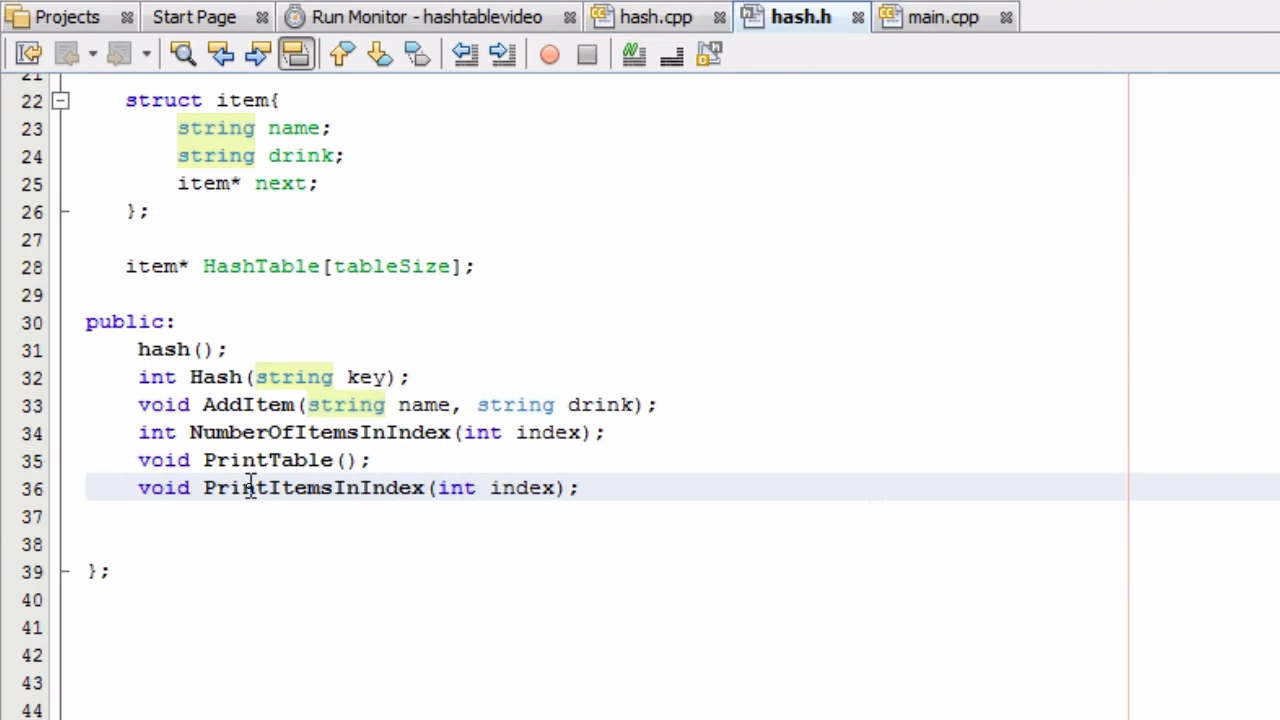 Projects Start Page Run Monitor - hashtablevideo hash.cpp hash.h main.cpp
21
22 struct item{
23 string name;
24 string drink;
25 item* next;
26 };
27
28 item* HashTable[tableSize];
29
30 public:
31 hash();
32 int Hash(string key);
33 void AddItem(string name, string drink);
34 int NumberOfItemsInIndex(int index);
35 void PrintTable();
36 void PrintItemsInIndex(int index);
37
38
39 };
40
41
42
43
44